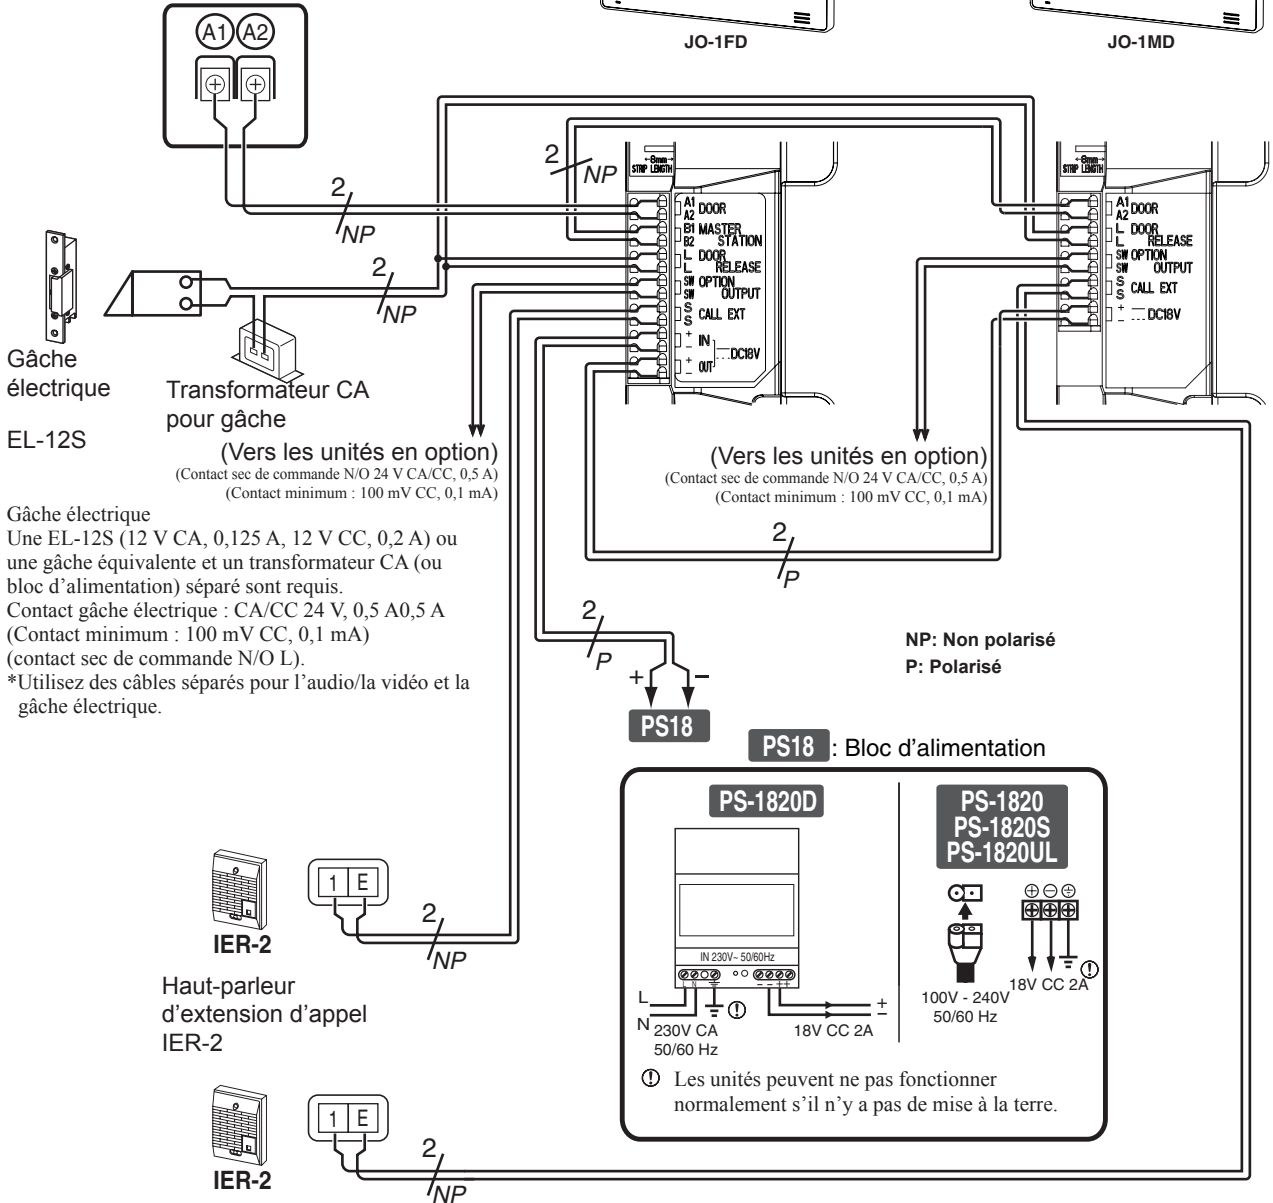 A1 A2
JO-1FD
JO-1MD
2
NP
←8mm→
STRIP LENGTH
A1
A2 DOOR
B1 MASTER
B2 STATION
L DOOR
L RELEASE
SW OPTION
SW OUTPUT
S
S CALL EXT
+
- IN
DC18V
+
- OUT
←8mm→
STRIP LENGTH
A1
A2 DOOR
L DOOR
L RELEASE
SW OPTION
SW OUTPUT
S
S CALL EXT
+
- DC18V
2
NP
2
NP
Gâche
électrique
EL-12S
Transformateur CA
pour gâche
(Vers les unités en option)
(Contact sec de commande N/O 24 V CA/CC, 0,5 A)
(Contact minimum : 100 mV CC, 0,1 mA)
(Vers les unités en option)
(Contact sec de commande N/O 24 V CA/CC, 0,5 A)
(Contact minimum : 100 mV CC, 0,1 mA)
Gâche électrique
Une EL-12S (12 V CA, 0,125 A, 12 V CC, 0,2 A) ou
une gâche équivalente et un transformateur CA (ou
bloc d’alimentation) séparé sont requis.
Contact gâche électrique : CA/CC 24 V, 0,5 A0,5 A
(Contact minimum : 100 mV CC, 0,1 mA)
(contact sec de commande N/O L).
*Utilisez des câbles séparés pour l’audio/la vidéo et la
gâche électrique.
2
P
2
P
+ −
PS18
NP: Non polarisé
P: Polarisé
PS18 : Bloc d’alimentation
PS-1820D
IN 230V~ 50/60Hz
L N
- - + +
L
N
230V CA
50/60 Hz
+
−
18V CC 2A
PS-1820
PS-1820S
PS-1820UL
100V - 240V
50/60 Hz
18V CC 2A
Les unités peuvent ne pas fonctionner
normalement s’il n’y a pas de mise à la terre.
IER-2
1 E
2
NP
Haut-parleur
d’extension d’appel
IER-2
IER-2
1 E
2
NP